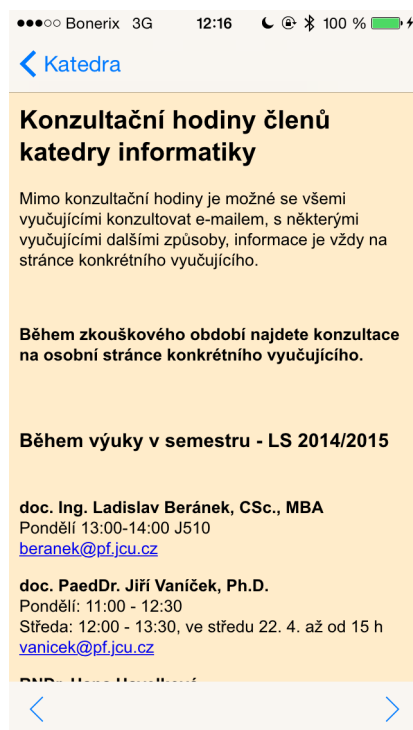 Bonerix 3G 12:16 100 %
Katedra
Konzultační hodiny členů
katedry informatiky
Mimo konzultační hodiny je možné se všemi
vyučujícími konzultovat e-mailem, s některými
vyučujícími dalšími způsoby, informace je vždy na
stránce konkrétního vyučujícího.
Během zkouškového období najdete konzultace
na osobní stránce konkrétního vyučujícího.
Během výuky v semestru - LS 2014/2015
doc. Ing. Ladislav Beránek, CSc., MBA
Pondělí 13:00-14:00 J510
beranek@pf.jcu.cz
doc. PaedDr. Jiří Vaníček, Ph.D.
Pondělí: 11:00 - 12:30
Středa: 12:00 - 13:30, ve středu 22. 4. až od 15 h
vanicek@pf.jcu.cz